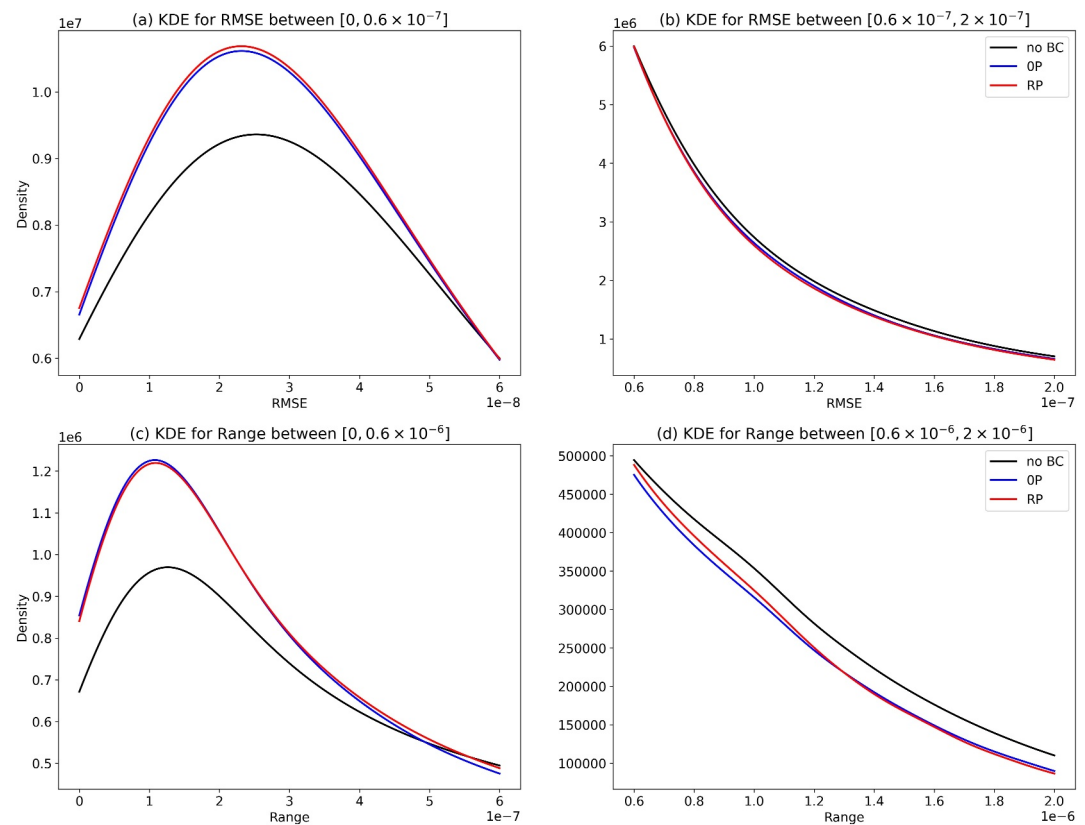 (a) KDE for RMSE between [0, 0.6 × 10⁻⁷]
1e7
1.0
0.9
0.8
0.7
0.6
Density
0 1 2 3 4 5 6
RMSE
1e−8
(b) KDE for RMSE between [0.6 × 10⁻⁷, 2 × 10⁻⁷]
1e6
6
5
4
3
2
1
no BC
0P
RP
0.6 0.8 1.0 1.2 1.4 1.6 1.8 2.0
RMSE
1e−7
(c) KDE for Range between [0, 0.6 × 10⁻⁶]
1e6
1.2
1.1
1.0
0.9
0.8
0.7
0.6
0.5
Density
0 1 2 3 4 5 6
Range
1e−7
(d) KDE for Range between [0.6 × 10⁻⁶, 2 × 10⁻⁶]
500000
450000
400000
350000
300000
250000
200000
150000
100000
no BC
0P
RP
0.6 0.8 1.0 1.2 1.4 1.6 1.8 2.0
Range
1e−6